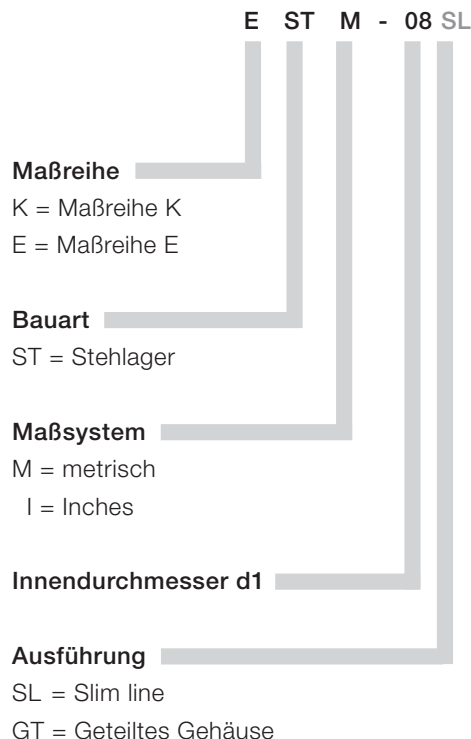 E ST M - 08 SL
Maßreihe
K = Maßreihe K
E = Maßreihe E
Bauart
ST = Stehlager
Maßsystem
M = metrisch
I = Inches
Innendurchmesser d1
Ausführung
SL = Slim line
GT = Geteiltes Gehäuse